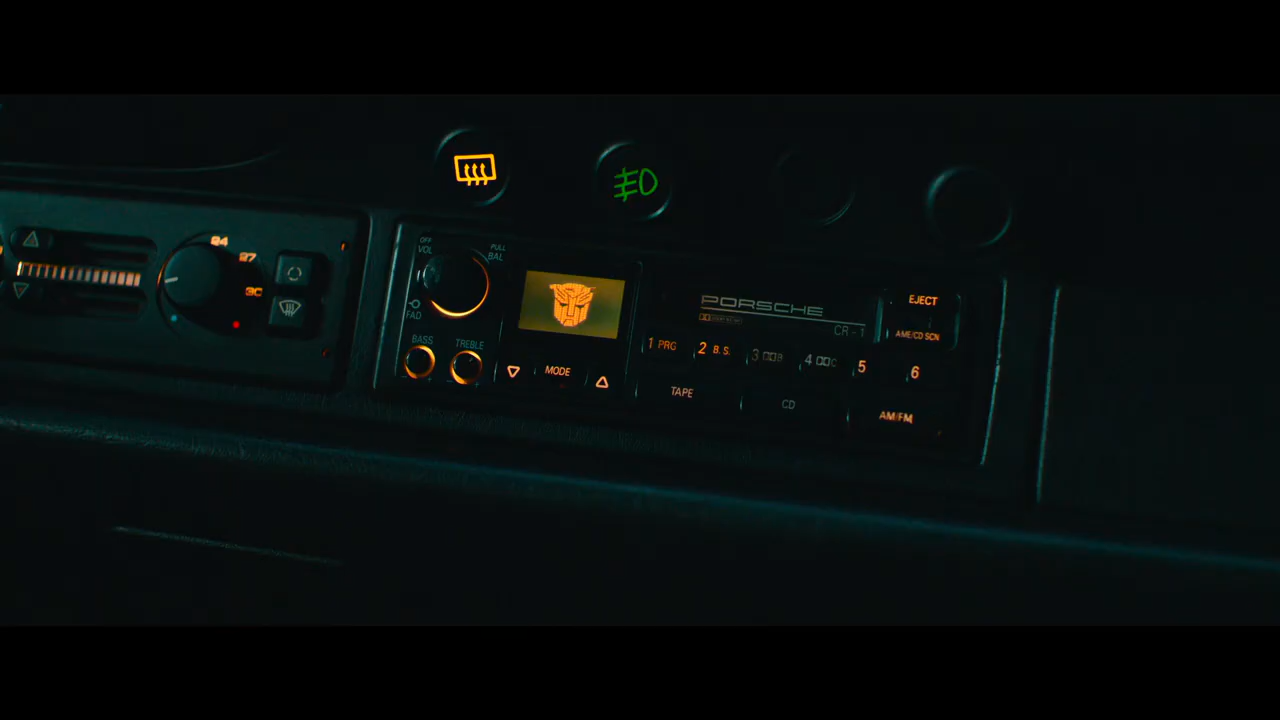 24
27
3C
OFF
VOL
PULL
BAL
FAD
BASS
TREBLE
MODE
PORSCHE
CR-1
EJECT
AME/CD SCN
1 PRG
2 B.S.
3
4
5
6
TAPE
CD
AM/FM